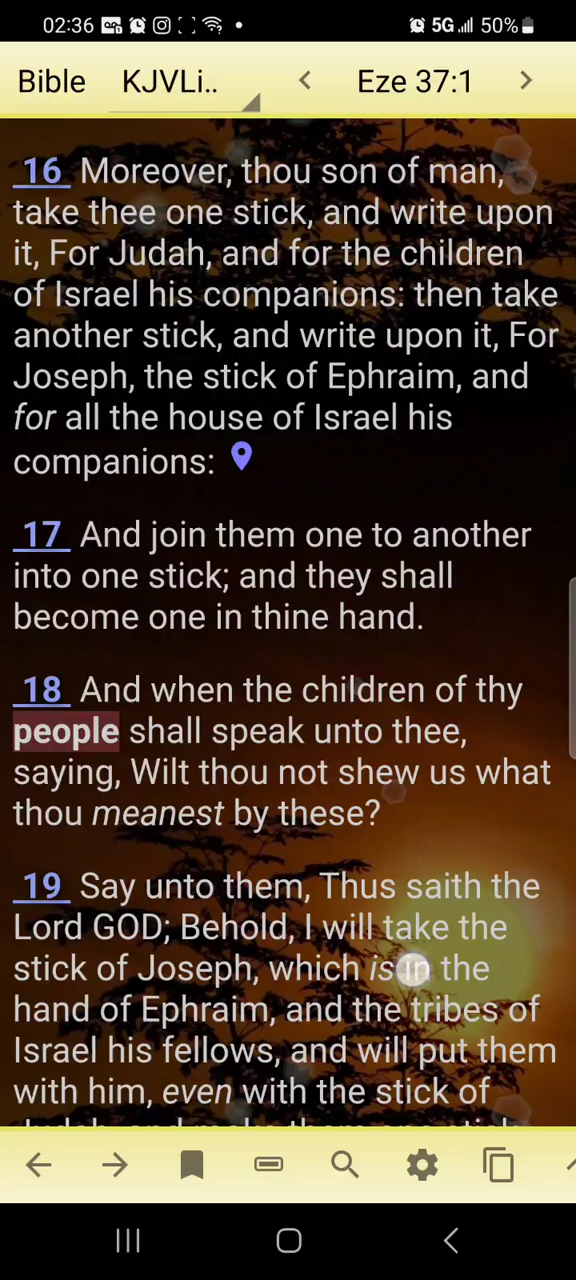 02:36 5G 50%
Bible KJVLi.. < Eze 37:1 >
16 Moreover, thou son of man,
take thee one stick, and write upon
it, For Judah, and for the children
of Israel his companions: then take
another stick, and write upon it, For
Joseph, the stick of Ephraim, and
for all the house of Israel his
companions:
17 And join them one to another
into one stick; and they shall
become one in thine hand.
18 And when the children of thy
people shall speak unto thee,
saying, Wilt thou not shew us what
thou meanest by these?
19 Say unto them, Thus saith the
Lord GOD; Behold, I will take the
stick of Joseph, which is in the
hand of Ephraim, and the tribes of
Israel his fellows, and will put them
with him, even with the stick of